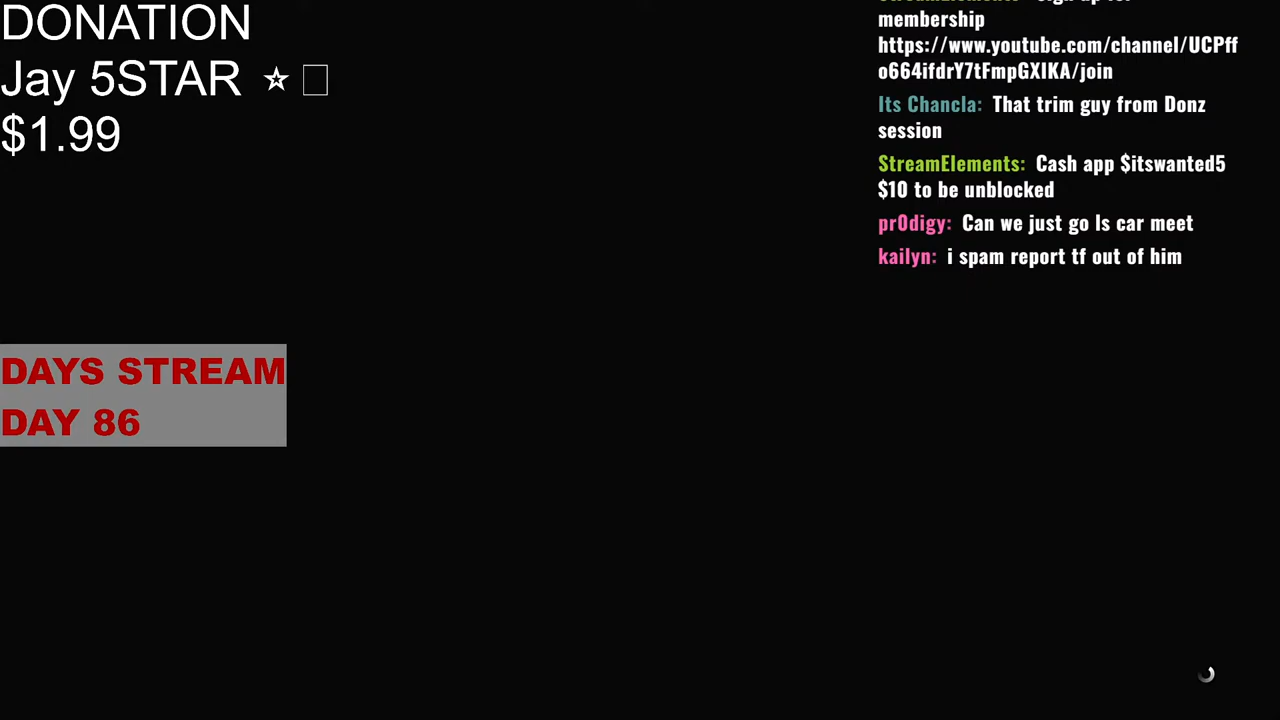 DONATION
Jay 5STAR ☆
$1.99
membership
https://www.youtube.com/channel/UCPff
o664ifdrY7tFmpGXIKA/join
Its Chancla: That trim guy from Donz
session
StreamElements: Cash app $itswanted5
$10 to be unblocked
pr0digy: Can we just go ls car meet
kailyn: i spam report tf out of him
DAYS STREAM
DAY 86